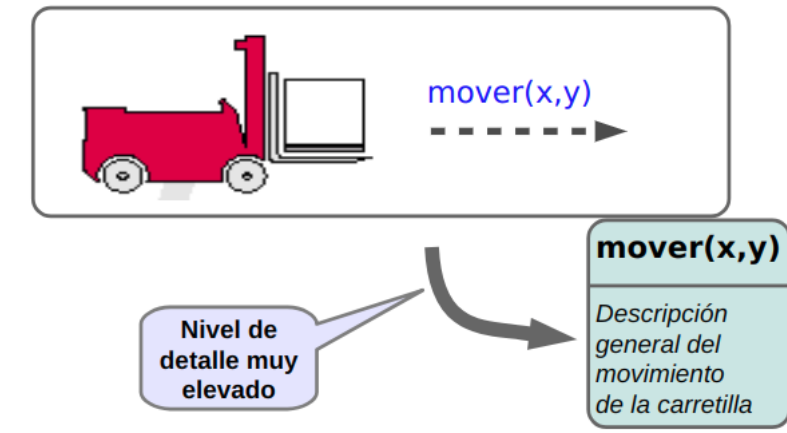 mover(x,y)
mover(x,y)
Descripción
general del
movimiento
de la carretilla
Nivel de
detalle muy
elevado